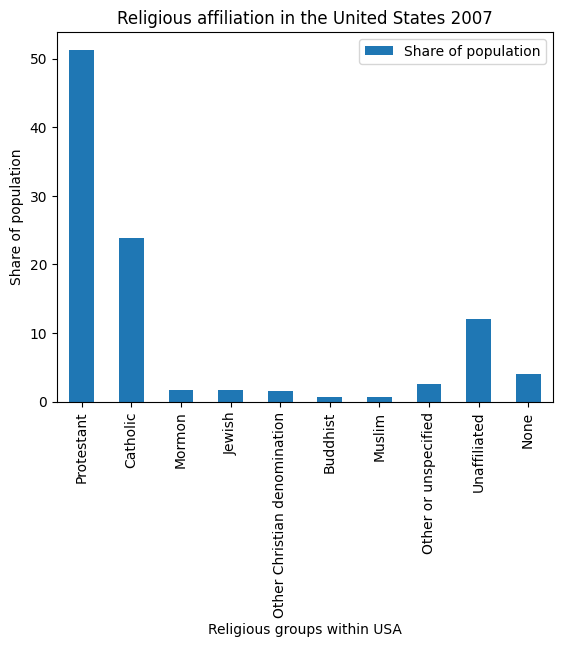 Religious affiliation in the United States 2007
Share of population
Share of population
50
40
30
20
10
0
Protestant
Catholic
Mormon
Jewish
Other Christian denomination
Buddhist
Muslim
Other or unspecified
Unaffiliated
None
Religious groups within USA